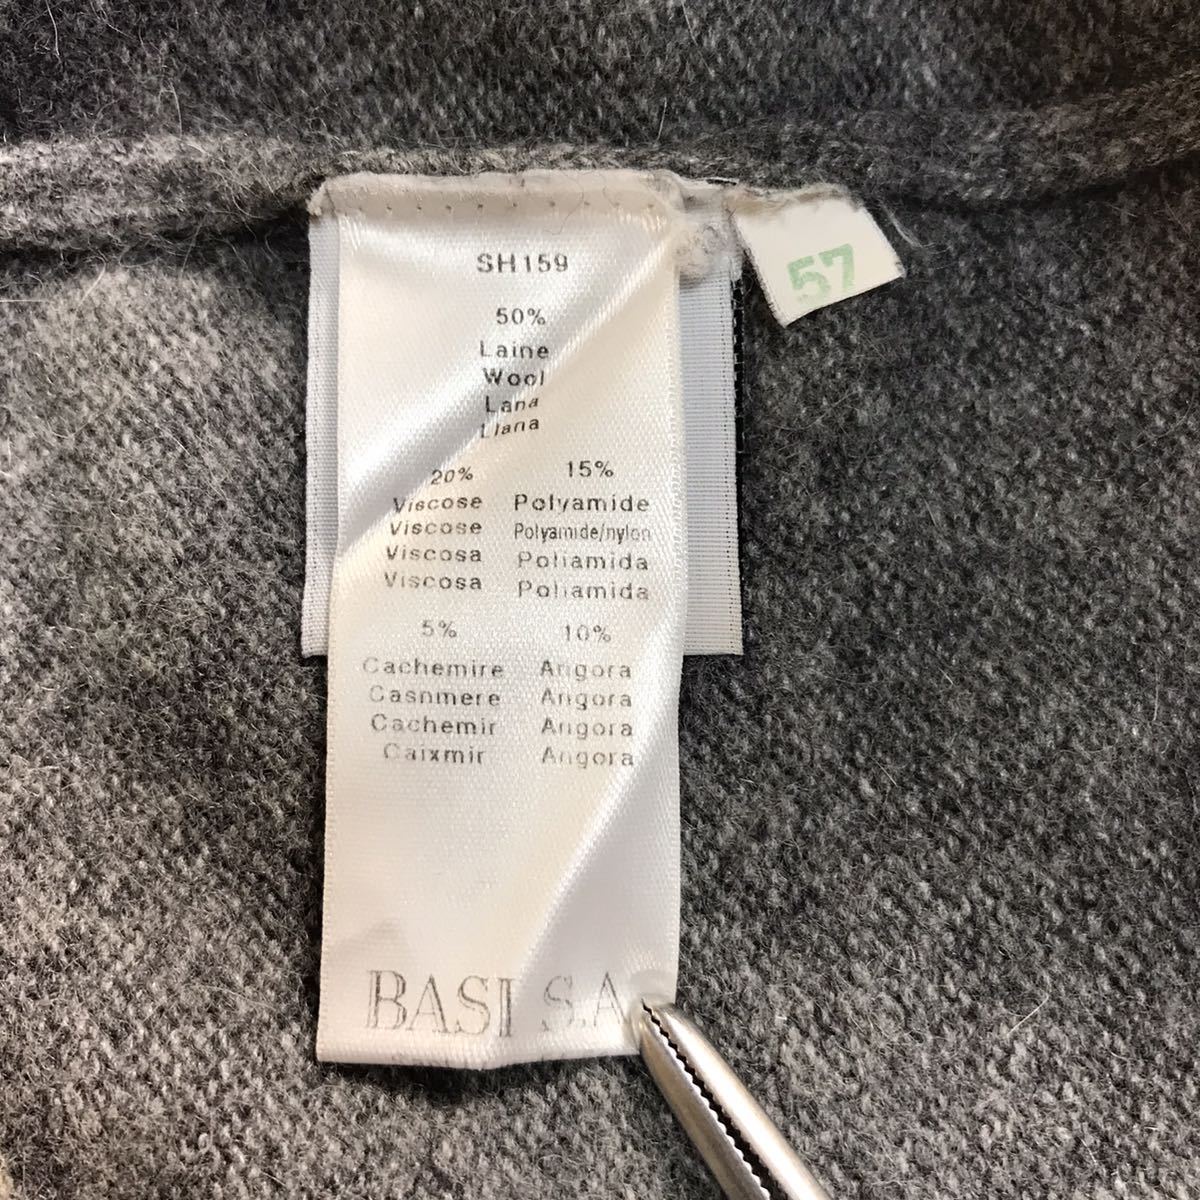 SH159
57
50%
Laine
Wool
Lana
Llana
20% 15%
Viscose Polyamide
Viscose Polyamide/nylon
Viscosa Poliamida
Viscosa Poliamida
5% 10%
Cachemire Angora
Cashmere Angora
Cachemir Angora
Caixmir Angora
BASI S.A